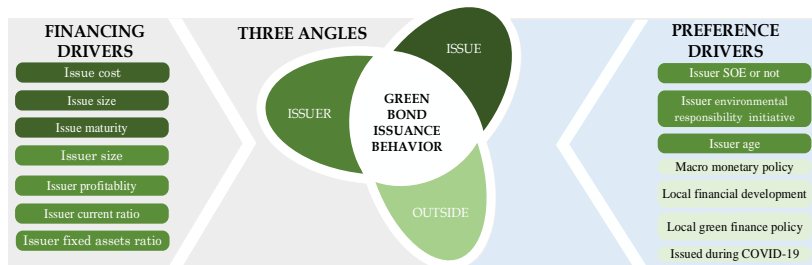 FINANCING
DRIVERS
Issue cost
Issue size
Issue maturity
Issuer size
Issuer profitablity
Issuer current ratio
Issuer fixed assets ratio
THREE ANGLES
ISSUE
ISSUER
GREEN
BOND
ISSUANCE
BEHAVIOR
OUTSIDE
PREFERENCE
DRIVERS
Issuer SOE or not
Issuer environmental
responsibility initiative
Issuer age
Macro monetary policy
Local financial development
Local green finance policy
Issued during COVID-19